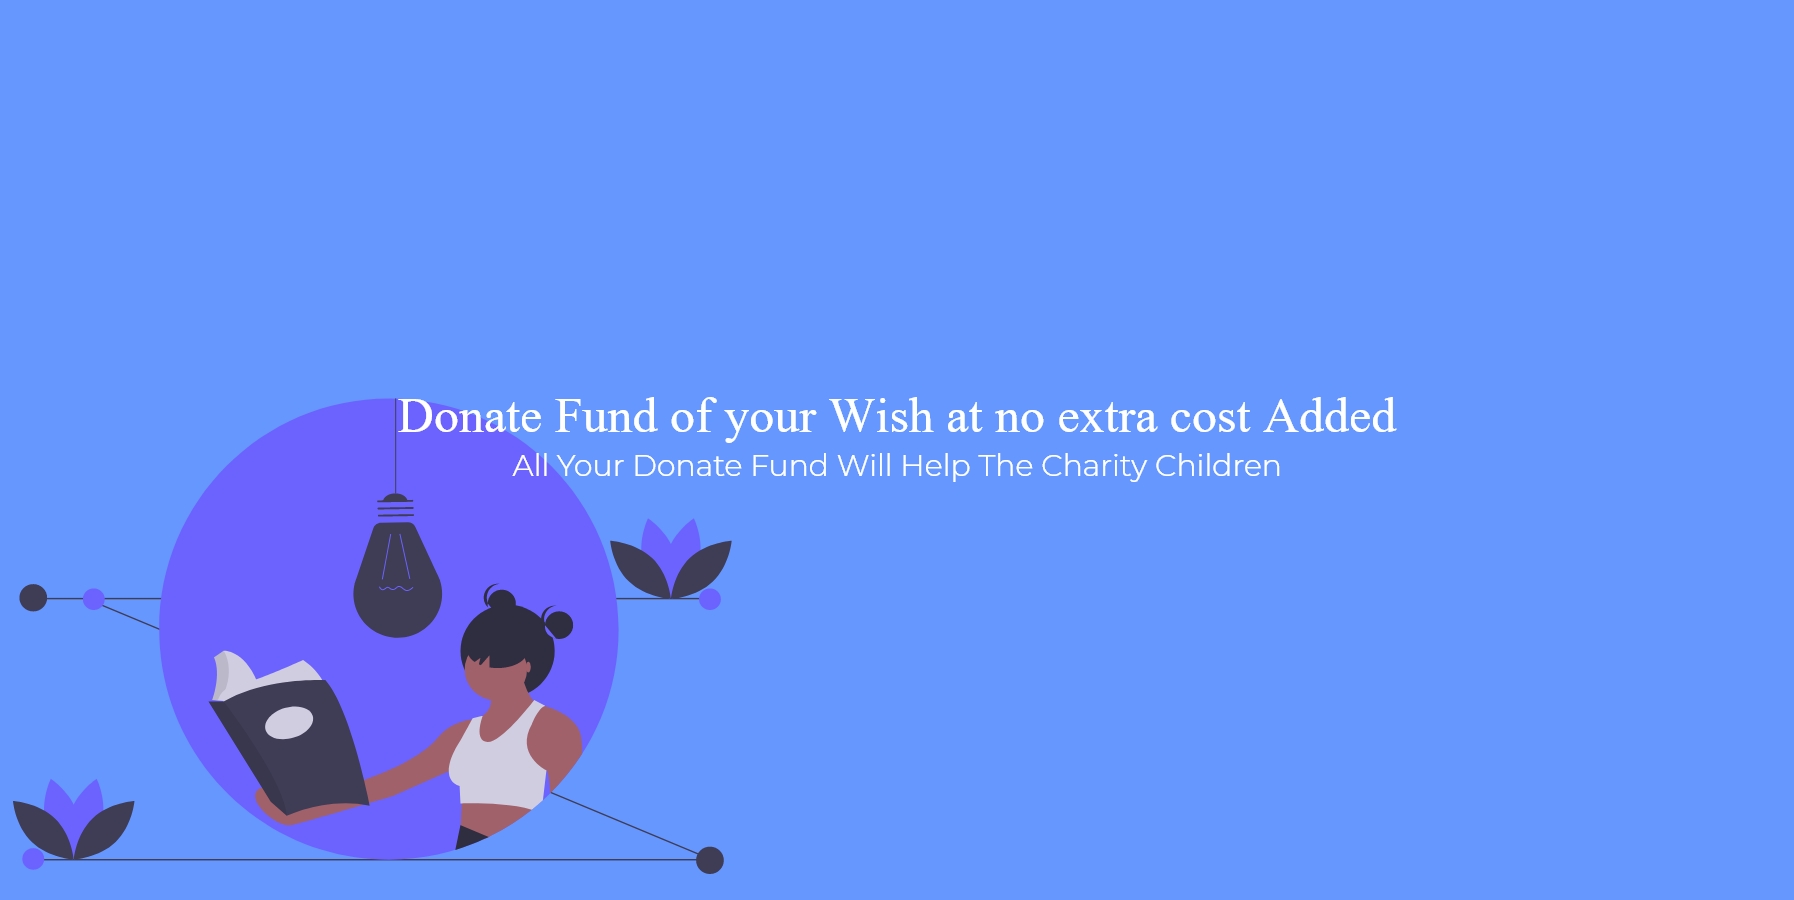 Donate Fund of your Wish at no extra cost Added
All Your Donate Fund Will Help The Charity Children